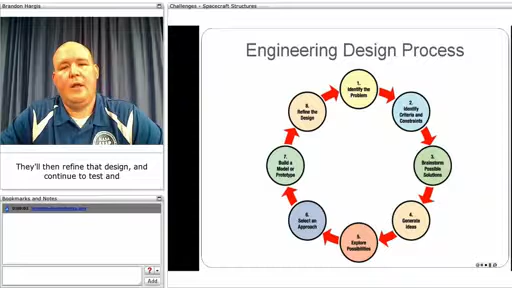 Brandon Hargis
Challenges - Spacecraft Structures
Engineering Design Process
1.
Identify the
Problem
2.
Identify
Criteria and
Constraints
3.
Brainstorm
Possible
Solutions
4.
Generate
Ideas
5.
Explore
Possibilities
6.
Select an
Approach
7.
Build a
Model or
Prototype
8.
Refine the
Design
They'll then refine that design, and
continue to test and
Bookmarks and Notes
Add